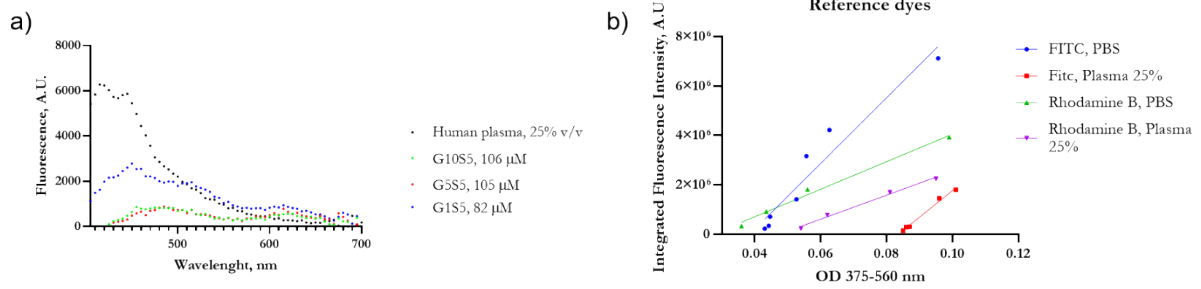 a)
8000
6000
4000
2000
0
Fluorescence, A.U.
500
600
700
Wavelenght, nm
Human plasma, 25% v/v
G10S5, 106 μM
G5S5, 105 μM
G1S5, 82 μM
b)
Reference dyes
Integrated Fluorescence Intensity, A.U
8×10⁶
6×10⁶
4×10⁶
2×10⁶
0
0.04
0.06
0.08
0.10
0.12
OD 375-560 nm
FITC, PBS
Fitc, Plasma 25%
Rhodamine B, PBS
Rhodamine B, Plasma
25%